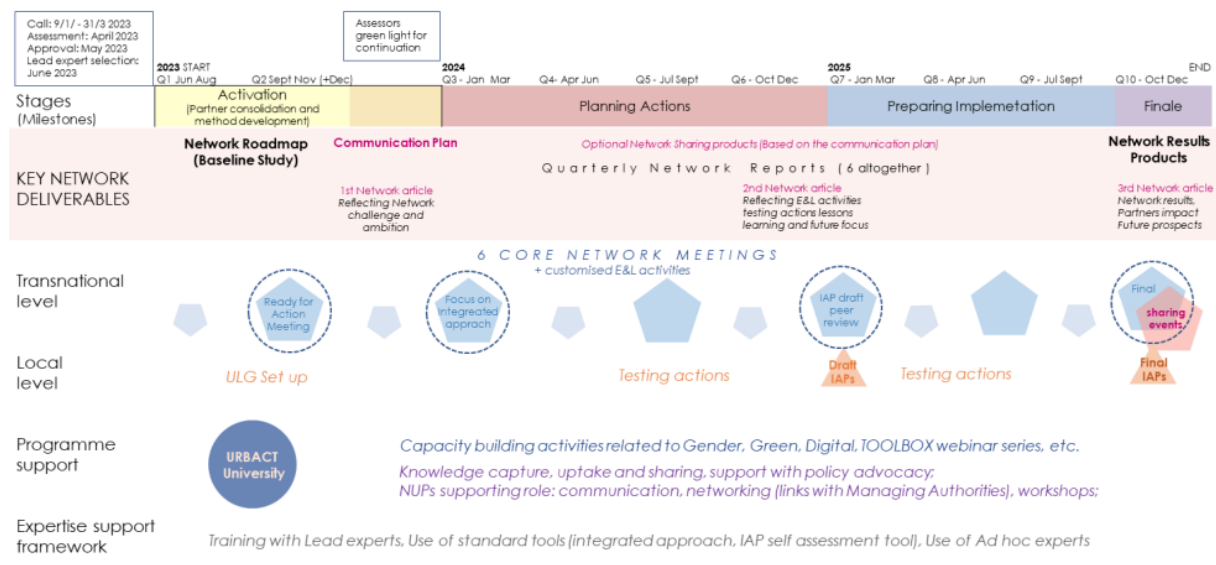 Call: 9/1/ - 31/3 2023
Assessment: April 2023
Approval: May 2023
Lead expert selection:
June 2023
Assessors
green light for
continuation
2023 START
2024
2025
END
Q1 Jun Aug
Q2 Sept Nov (+Dec)
Q3 - Jan Mar
Q4- Apr Jun
Q5 - Jul Sept
Q6 - Oct Dec
Q7 - Jan Mar
Q8 - Apr Jun
Q9 - Jul Sept
Q10 - Oct Dec
Stages
(Milestones)
Activation
(Partner consolidation and
method development)
Planning Actions
Preparing Implemetation
Finale
KEY NETWORK
DELIVERABLES
Network Roadmap
(Baseline Study)
Communication Plan
Optional Network Sharing products (Based on the communication plan)
Quarterly Network Reports (6 altogether)
Network Results
Products
1st Network article
Reflecting Network
challenge and
ambition
2nd Network article
Reflecting E&L activities
testing actions lessons
learning and future focus
3rd Network article
Network results,
Partners impact
Future prospects
6 CORE NETWORK MEETINGS
+ customised E&L activities
Transnational
level
Ready for
Action
Meeting
Focus on
Integreated
apprach
IAP draft
peer
review
Final
sharing
events
Local
level
ULG Set up
Testing actions
Draft
IAPs
Testing actions
Final
IAPs
Programme
support
URBACT
University
Capacity building activities related to Gender, Green, Digital, TOOLBOX webinar series, etc.
Knowledge capture, uptake and sharing, support with policy advocacy;
NUPs supporting role: communication, networking (links with Managing Authorities), workshops;
Expertise support
framework
Training with Lead experts, Use of standard tools (integrated approach, IAP self assessment tool), Use of Ad hoc experts